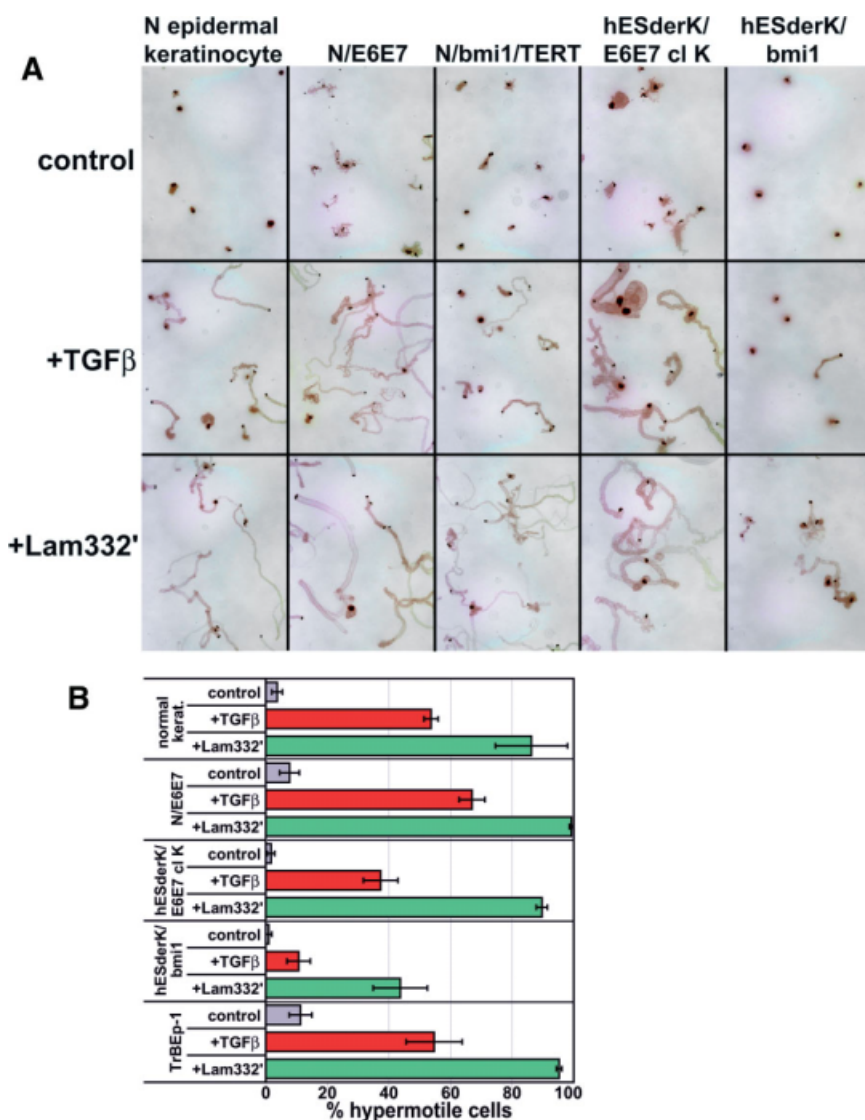 N epidermal
keratinocyte
N/E6E7
N/bmi1/TERT
hESderK/
E6E7 cl K
hESderK/
bmi1
A
control
+TGFβ
+Lam332'
B
normal
kerat.
control
+TGFβ
+Lam332'
N/E6E7
control
+TGFβ
+Lam332'
hESderK/
E6E7 cl K
control
+TGFβ
+Lam332'
hESderK/
bmi1
control
+TGFβ
+Lam332'
TrBEp-1
control
+TGFβ
+Lam332'
0 20 40 60 80 100
% hypermotile cells